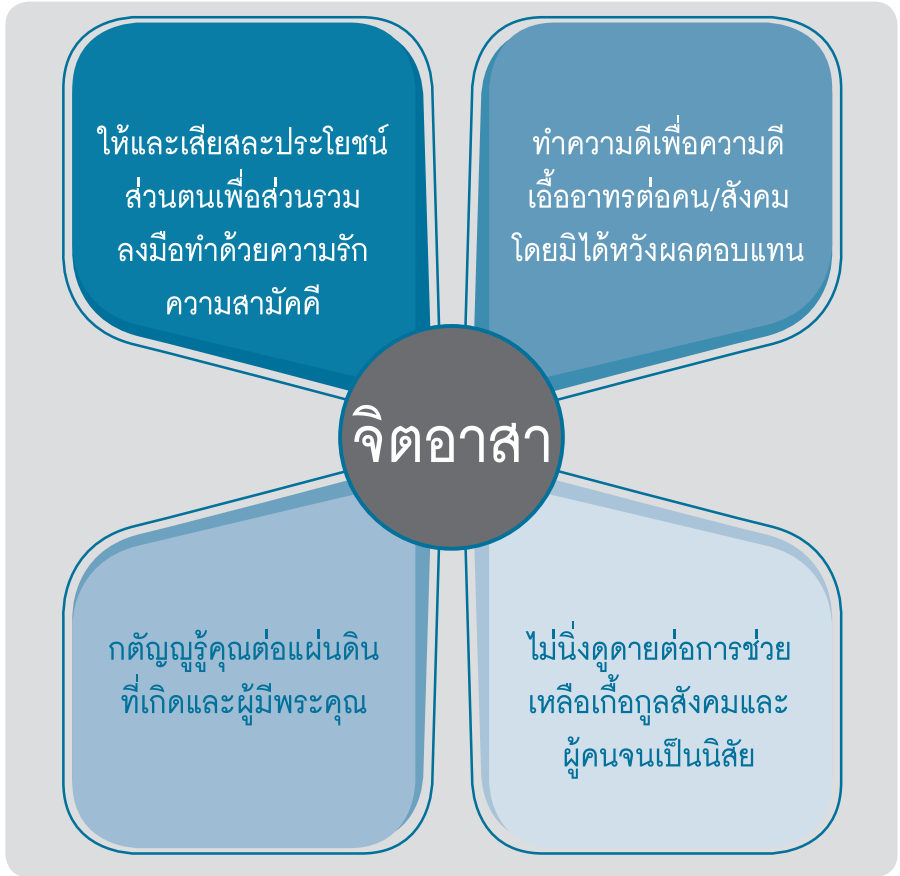 ให้และเสียสละประโยชน์
ส่วนตนเพื่อส่วนรวม
ลงมือทำด้วยความรัก
ความสามัคคี
ทำความดีเพื่อความดี
เอื้ออาทรต่อคน/สังคม
โดยมิได้หวังผลตอบแทน
จิตอาสา
กตัญญูรู้คุณต่อแผ่นดิน
ที่เกิดและผู้มีพระคุณ
ไม่นิ่งดูดายต่อการช่วย
เหลือเกื้อกูลสังคมและ
ผู้คนจนเป็นนิสัย